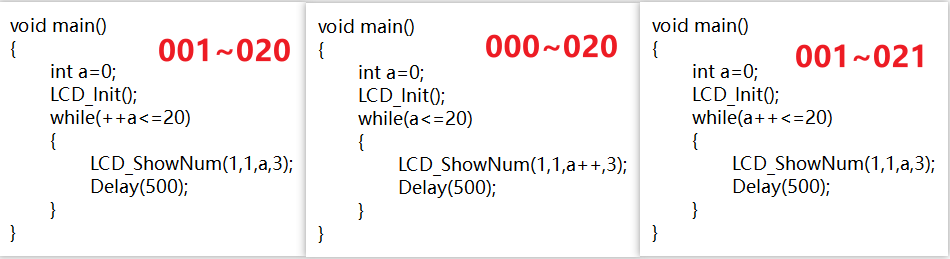 void main()
{
001~020
int a=0;
LCD_Init();
while(++a<=20)
{
LCD_ShowNum(1,1,a,3);
Delay(500);
}
}
void main()
{
000~020
int a=0;
LCD_Init();
while(a<=20)
{
LCD_ShowNum(1,1,a++,3);
Delay(500);
}
}
void main()
{
001~021
int a=0;
LCD_Init();
while(a++<=20)
{
LCD_ShowNum(1,1,a,3);
Delay(500);
}
}